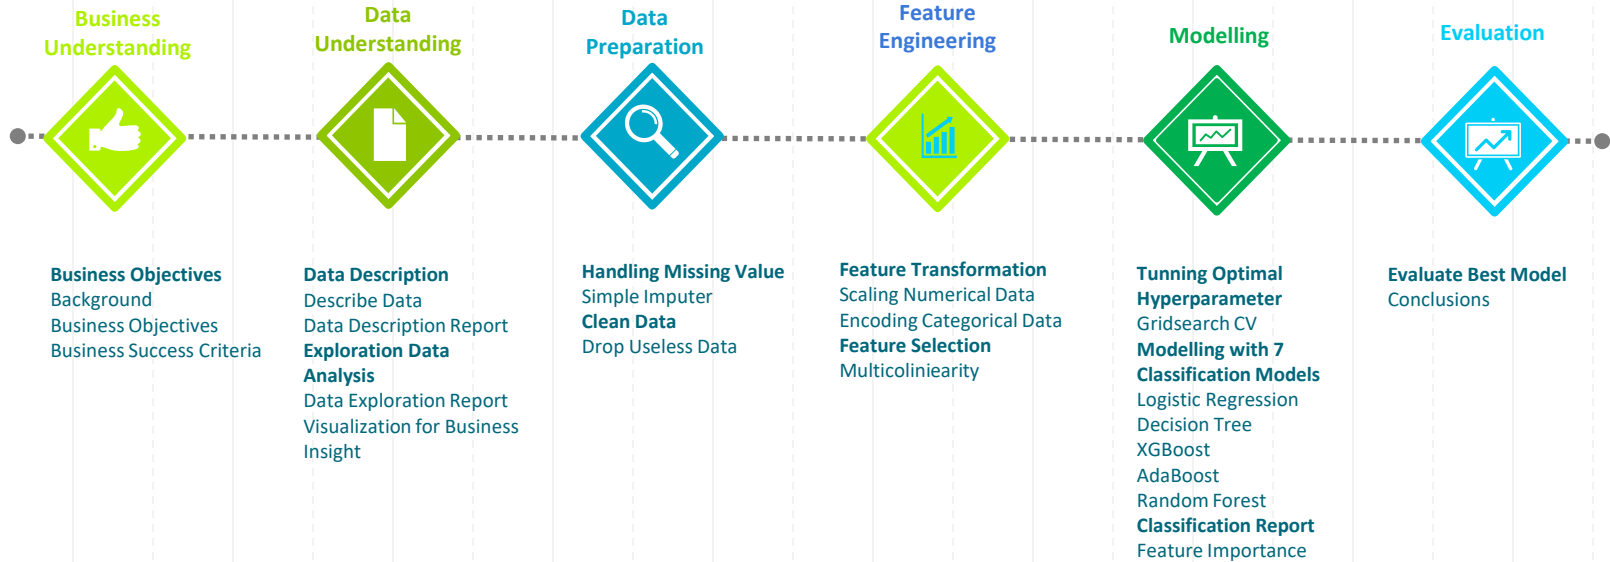 Business
Understanding
Data
Understanding
Data
Preparation
Feature
Engineering
Modelling
Evaluation
Business Objectives
Background
Business Objectives
Business Success Criteria
Data Description
Describe Data
Data Description Report
Exploration Data
Analysis
Data Exploration Report
Visualization for Business
Insight
Handling Missing Value
Simple Imputer
Clean Data
Drop Useless Data
Feature Transformation
Scaling Numerical Data
Encoding Categorical Data
Feature Selection
Multicoliniearity
Tunning Optimal
Hyperparameter
Gridsearch CV
Modelling with 7
Classification Models
Logistic Regression
Decision Tree
XGBoost
AdaBoost
Random Forest
Classification Report
Feature Importance
Evaluate Best Model
Conclusions